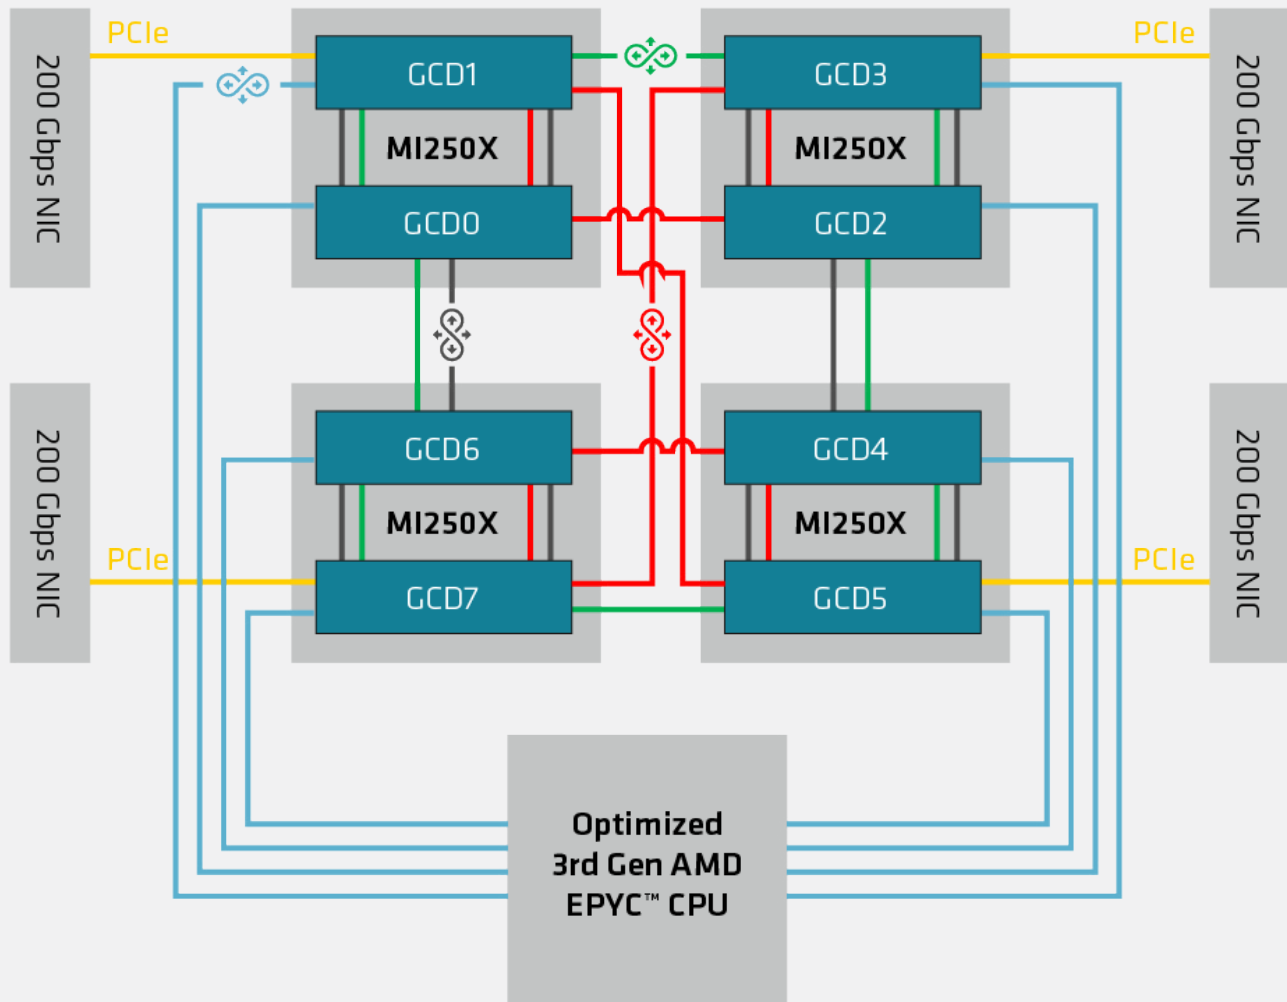 PCIe
PCIe
200 Gbps NIC
GCD1
GCD3
200 Gbps NIC
MI250X
MI250X
GCD0
GCD2
200 Gbps NIC
GCD6
GCD4
200 Gbps NIC
MI250X
MI250X
PCIe
PCIe
GCD7
GCD5
Optimized
3rd Gen AMD
EPYC™ CPU